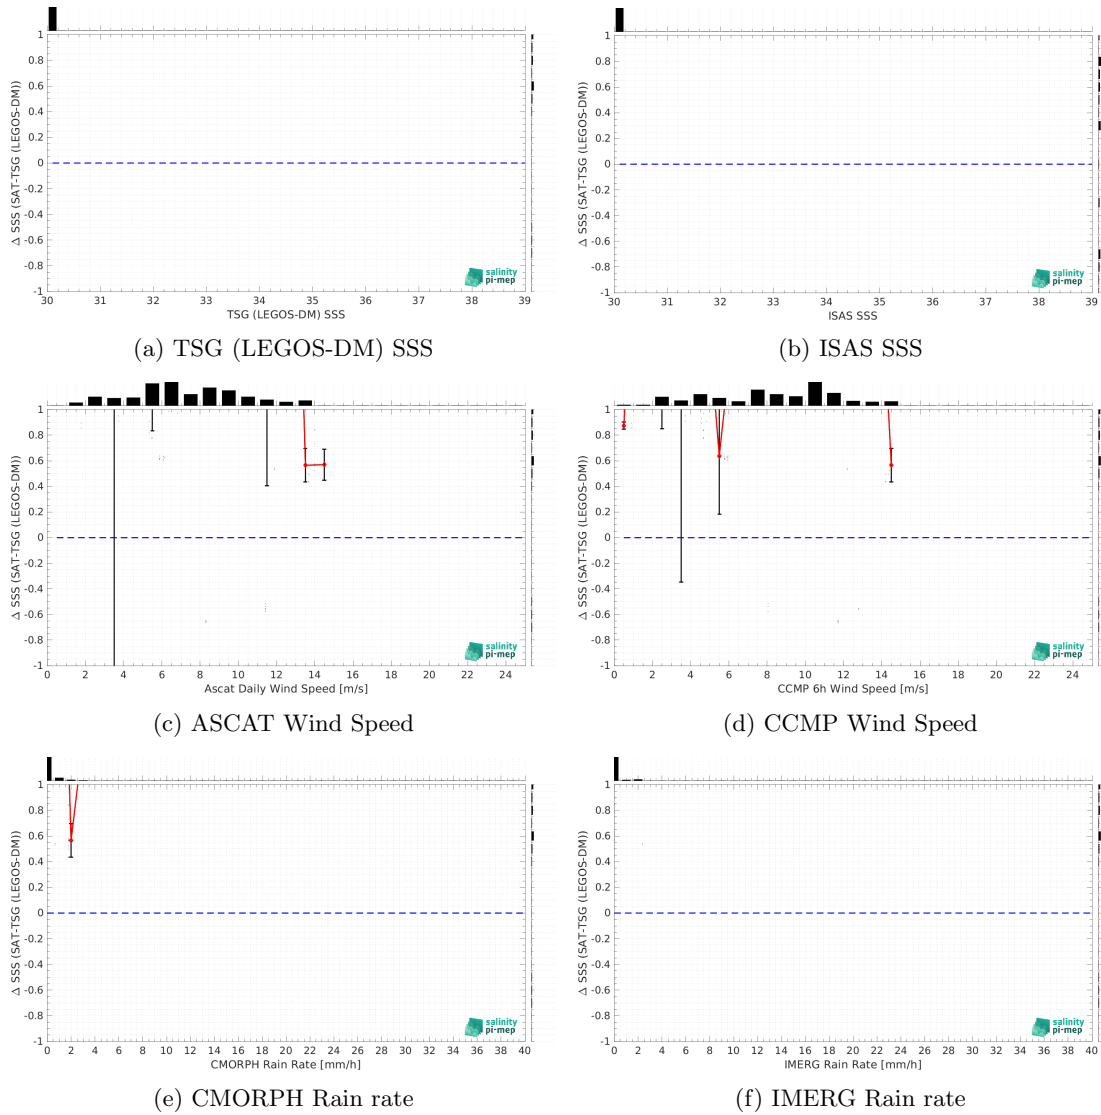 1
0.8
0.6
0.4
0.2
0
-0.2
-0.4
-0.6
-0.8
-1
Δ SSS (SAT-TSG (LEGOS-DM))
salinity
pi-mep
30 31 32 33 34 35 36 37 38 39
TSG (LEGOS-DM) SSS
(a) TSG (LEGOS-DM) SSS
1
0.8
0.6
0.4
0.2
0
-0.2
-0.4
-0.6
-0.8
-1
Δ SSS (SAT-TSG (LEGOS-DM))
salinity
pi-mep
30 31 32 33 34 35 36 37 38 39
ISAS SSS
(b) ISAS SSS
1
0.8
0.6
0.4
0.2
0
-0.2
-0.4
-0.6
-0.8
-1
Δ SSS (SAT-TSG (LEGOS-DM))
salinity
pi-mep
0 2 4 6 8 10 12 14 16 18 20 22 24
Ascat Daily Wind Speed [m/s]
(c) ASCAT Wind Speed
1
0.8
0.6
0.4
0.2
0
-0.2
-0.4
-0.6
-0.8
-1
Δ SSS (SAT-TSG (LEGOS-DM))
salinity
pi-mep
0 2 4 6 8 10 12 14 16 18 20 22 24
CCMP 6h Wind Speed [m/s]
(d) CCMP Wind Speed
1
0.8
0.6
0.4
0.2
0
-0.2
-0.4
-0.6
-0.8
-1
Δ SSS (SAT-TSG (LEGOS-DM))
salinity
pi-mep
0 2 4 6 8 10 12 14 16 18 20 22 24 26 28 30 32 34 36 38 40
CMORPH Rain Rate [mm/h]
(e) CMORPH Rain rate
1
0.8
0.6
0.4
0.2
0
-0.2
-0.4
-0.6
-0.8
-1
Δ SSS (SAT-TSG (LEGOS-DM))
salinity
pi-mep
0 2 4 6 8 10 12 14 16 18 20 22 24 26 28 30 32 34 36 38 40
IMERG Rain Rate [mm/h]
(f) IMERG Rain rate